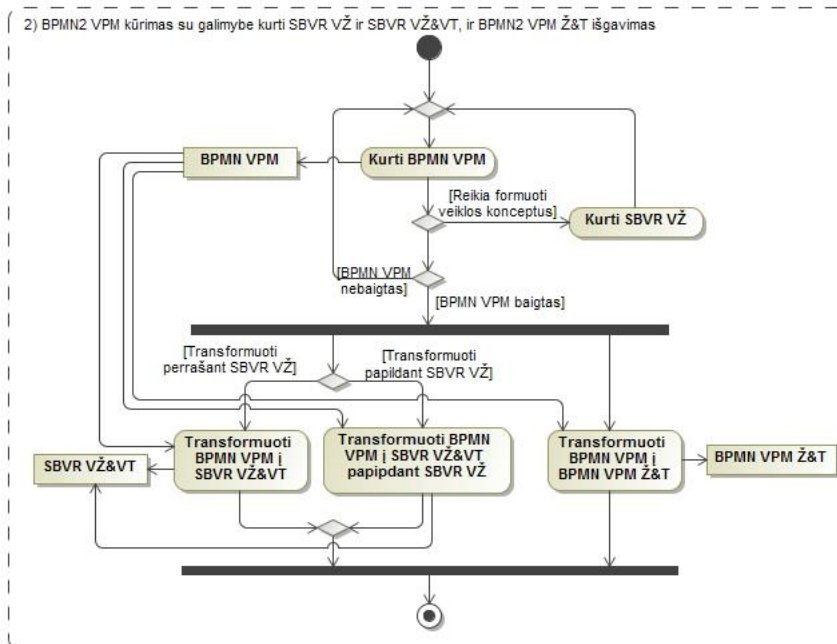 2) BPMN2 VPM kūrimas su galimybe kurti SBVR VŽ ir SBVR VŽ&VT, ir BPMN2 VPM Ž&T išgavimas
BPMN VPM
Kurti BPMN VPM
[Reikia formuoti
veiklos konceptus]
Kurti SBVR VŽ
[BPMN VPM
nebaigtas]
[BPMN VPM baigtas]
[Transformuoti
perrašant SBVR VŽ]
[Transformuoti
papildant SBVR VŽ]
Transformuoti
BPMN VPM į
SBVR VŽ&VT
Transformuoti BPMN
VPM į SBVR VŽ&VT
papipdant SBVR VŽ
Transformuoti
BPMN VPM į
BPMN VPM Ž&T
SBVR VŽ&VT
BPMN VPM Ž&T